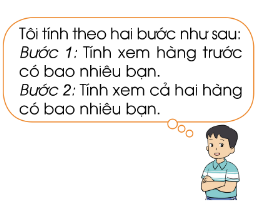 Tôi tính theo hai bước như sau:
Bước 1: Tính xem hàng trước
có bao nhiêu bạn.
Bước 2: Tính xem cả hai hàng
có bao nhiêu bạn.